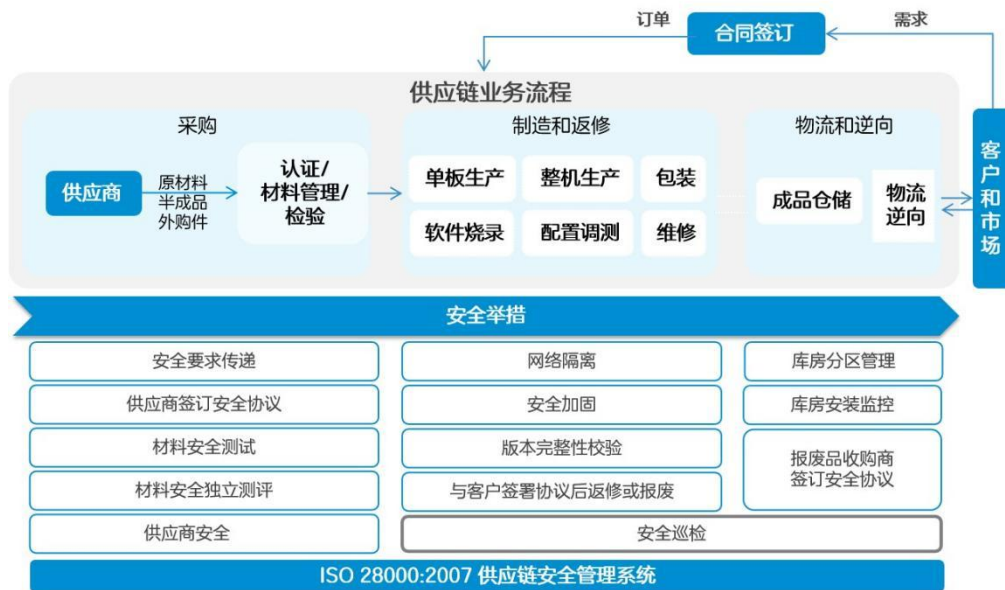 订单
合同签订
需求
供应链业务流程
采购
供应商
原材料
半成品
外购件
认证/
材料管理/
检验
制造和返修
单板生产
整机生产
包装
软件烧录
配置调测
维修
物流和逆向
成品仓储
物流
逆向
客户和市场
安全举措
安全要求传递
供应商签订安全协议
材料安全测试
材料安全独立测评
供应商安全
网络隔离
安全加固
版本完整性校验
与客户签署协议后返修或报废
库房分区管理
库房安装监控
报废品收购商
签订安全协议
安全巡检
ISO 28000:2007 供应链安全管理系统